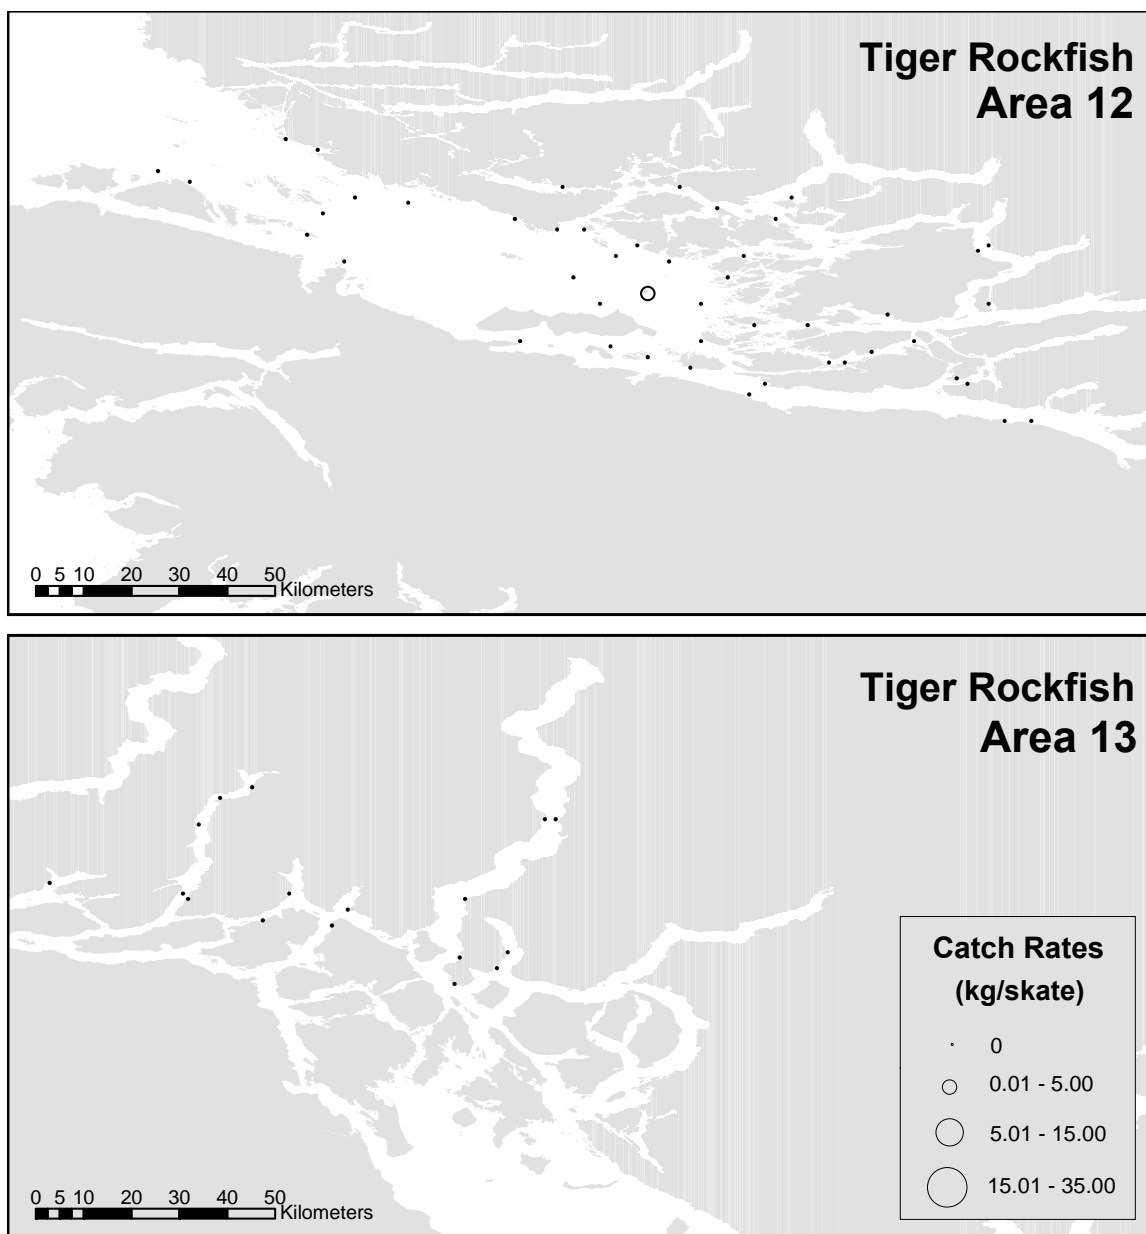 Tiger Rockfish
Area 12
0 5 10 20 30 40 50
Kilometers
Tiger Rockfish
Area 13
Catch Rates
(kg/skate)
0
0.01 - 5.00
5.01 - 15.00
15.01 - 35.00
0 5 10 20 30 40 50
Kilometers